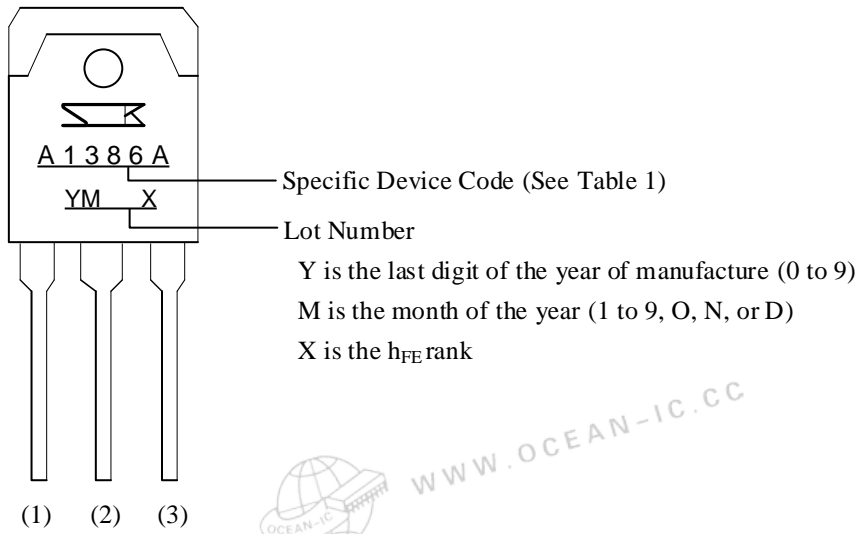 A1386A
YM X
Specific Device Code (See Table 1)
Lot Number
Y is the last digit of the year of manufacture (0 to 9)
M is the month of the year (1 to 9, O, N, or D)
X is the hFE rank
WWW.OCEAN-IC.CC
OCEAN-IC
(1) (2) (3)